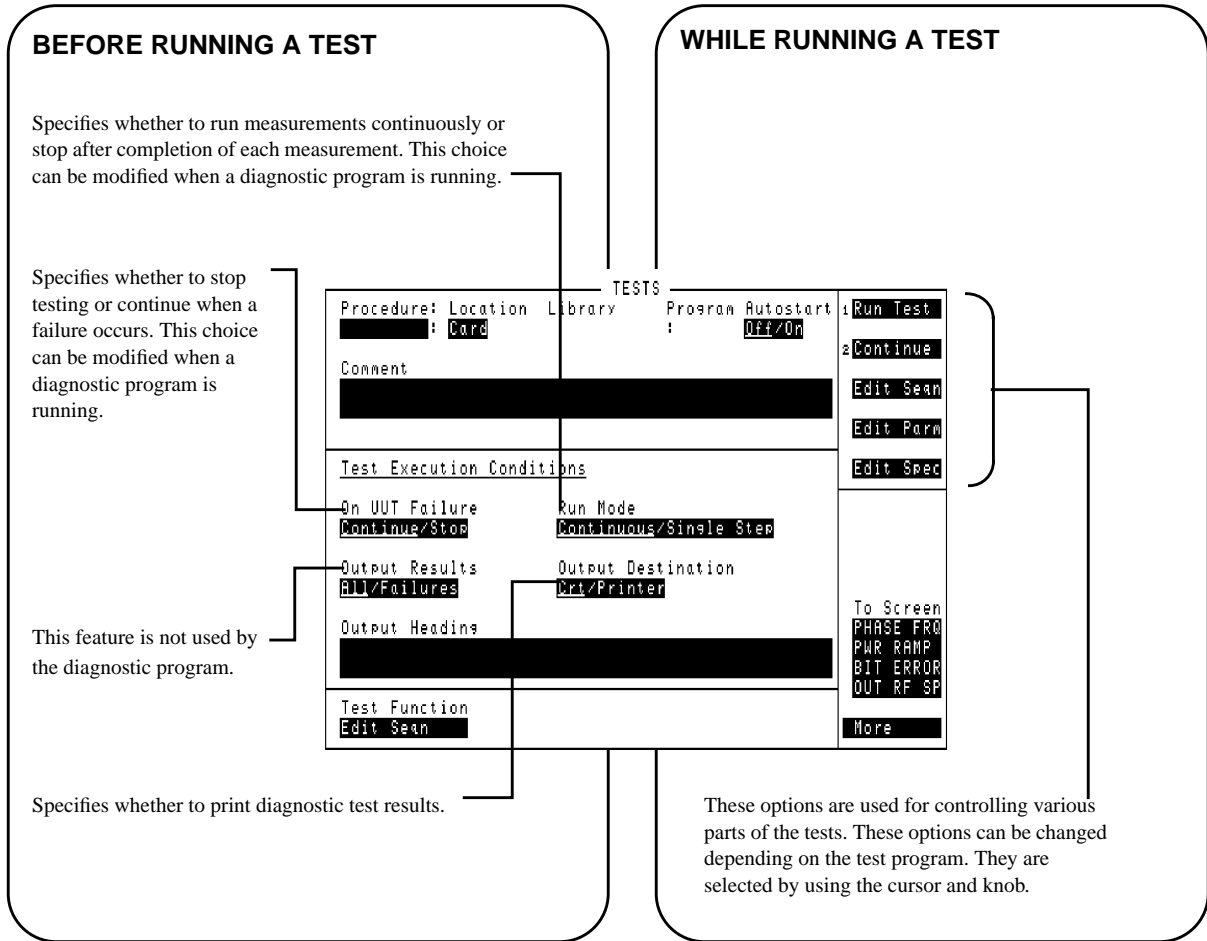 BEFORE RUNNING A TEST
Specifies whether to run measurements continuously or
stop after completion of each measurement. This choice
can be modified when a diagnostic program is running.
Specifies whether to stop
testing or continue when a
failure occurs. This choice
can be modified when a
diagnostic program is
running.
This feature is not used by
the diagnostic program.
Specifies whether to print diagnostic test results.
WHILE RUNNING A TEST
TESTS
Procedure: Location Library Program Autostart
: Card : Off/On
Comment
Test Execution Conditions
On UUT Failure Run Mode
Continue/Stop Continuous/Single Step
Output Results Output Destination
All/Failures Crt/Printer
Output Heading
Test Function
Edit Seqn
1 Run Test
2 Continue
Edit Seqn
Edit Parm
Edit Spec
To Screen
PHASE FRQ
PWR RAMP
BIT ERROR
OUT RF SP
More
These options are used for controlling various
parts of the tests. These options can be changed
depending on the test program. They are
selected by using the cursor and knob.